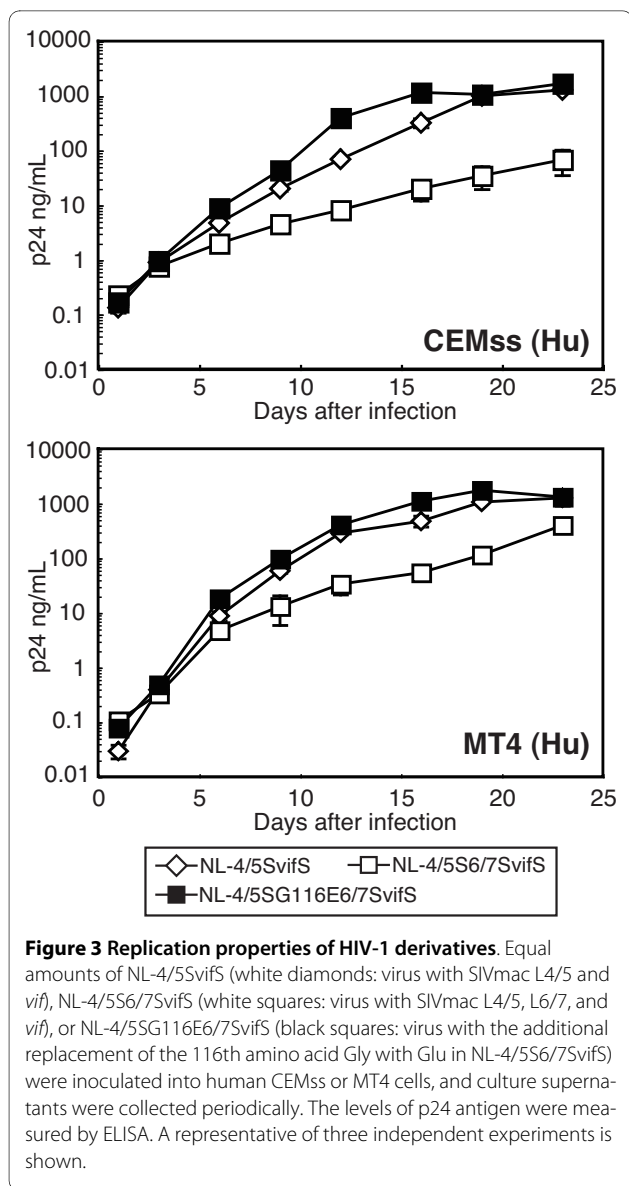 10000
1000
100
10
1
0.1
0.01
p24 ng/mL
CEMss (Hu)
0 5 10 15 20 25
Days after infection
10000
1000
100
10
1
0.1
0.01
p24 ng/mL
MT4 (Hu)
0 5 10 15 20 25
Days after infection
NL-4/5SvifS NL-4/5S6/7SvifS
NL-4/5SG116E6/7SvifS
Figure 3 Replication properties of HIV-1 derivatives. Equal
amounts of NL-4/5SvifS (white diamonds: virus with SIVmac L4/5 and
vif), NL-4/5S6/7SvifS (white squares: virus with SIVmac L4/5, L6/7, and
vif), or NL-4/5SG116E6/7SvifS (black squares: virus with the additional
replacement of the 116th amino acid Gly with Glu in NL-4/5S6/7SvifS)
were inoculated into human CEMss or MT4 cells, and culture superna-
tants were collected periodically. The levels of p24 antigen were mea-
sured by ELISA. A representative of three independent experiments is
shown.